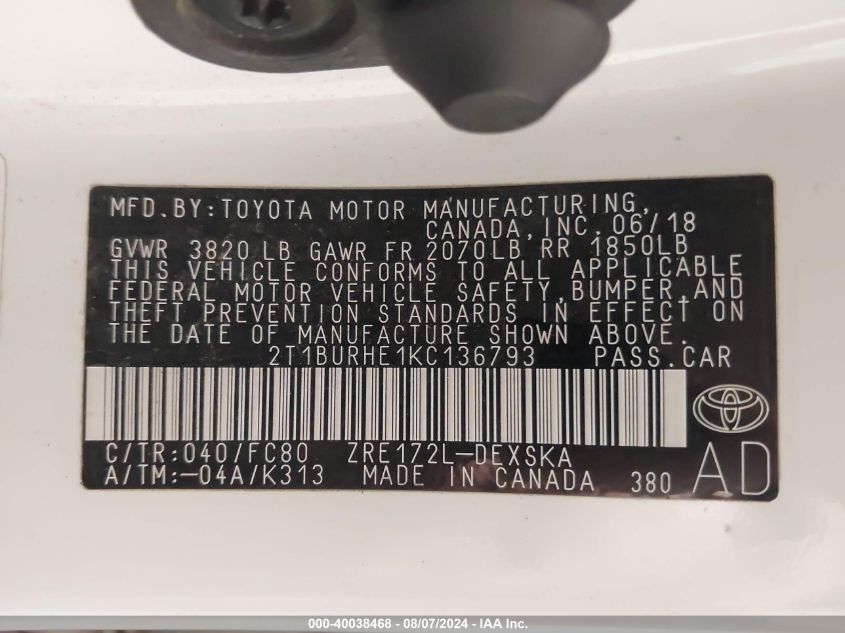 MFD.BY:TOYOTA MOTOR MANUFACTURING,
CANADA,INC. 06/18
GVWR 3820 LB GAWR FR 2070LB RR 1850LB
THIS VEHICLE CONFORMS TO ALL APPLICABLE
FEDERAL MOTOR VEHICLE SAFETY,BUMPER,AND
THEFT PREVENTION STANDARDS IN EFFECT ON
THE DATE OF MANUFACTURE SHOWN ABOVE.
2T1BURHE1KC136793 PASS.CAR
C/TR:040/FC80 ZRE172L-DEXSKA
A/TM:-04A/K313 MADE IN CANADA 380 AD
000-40038468 - 08/07/2024 - IAA Inc.